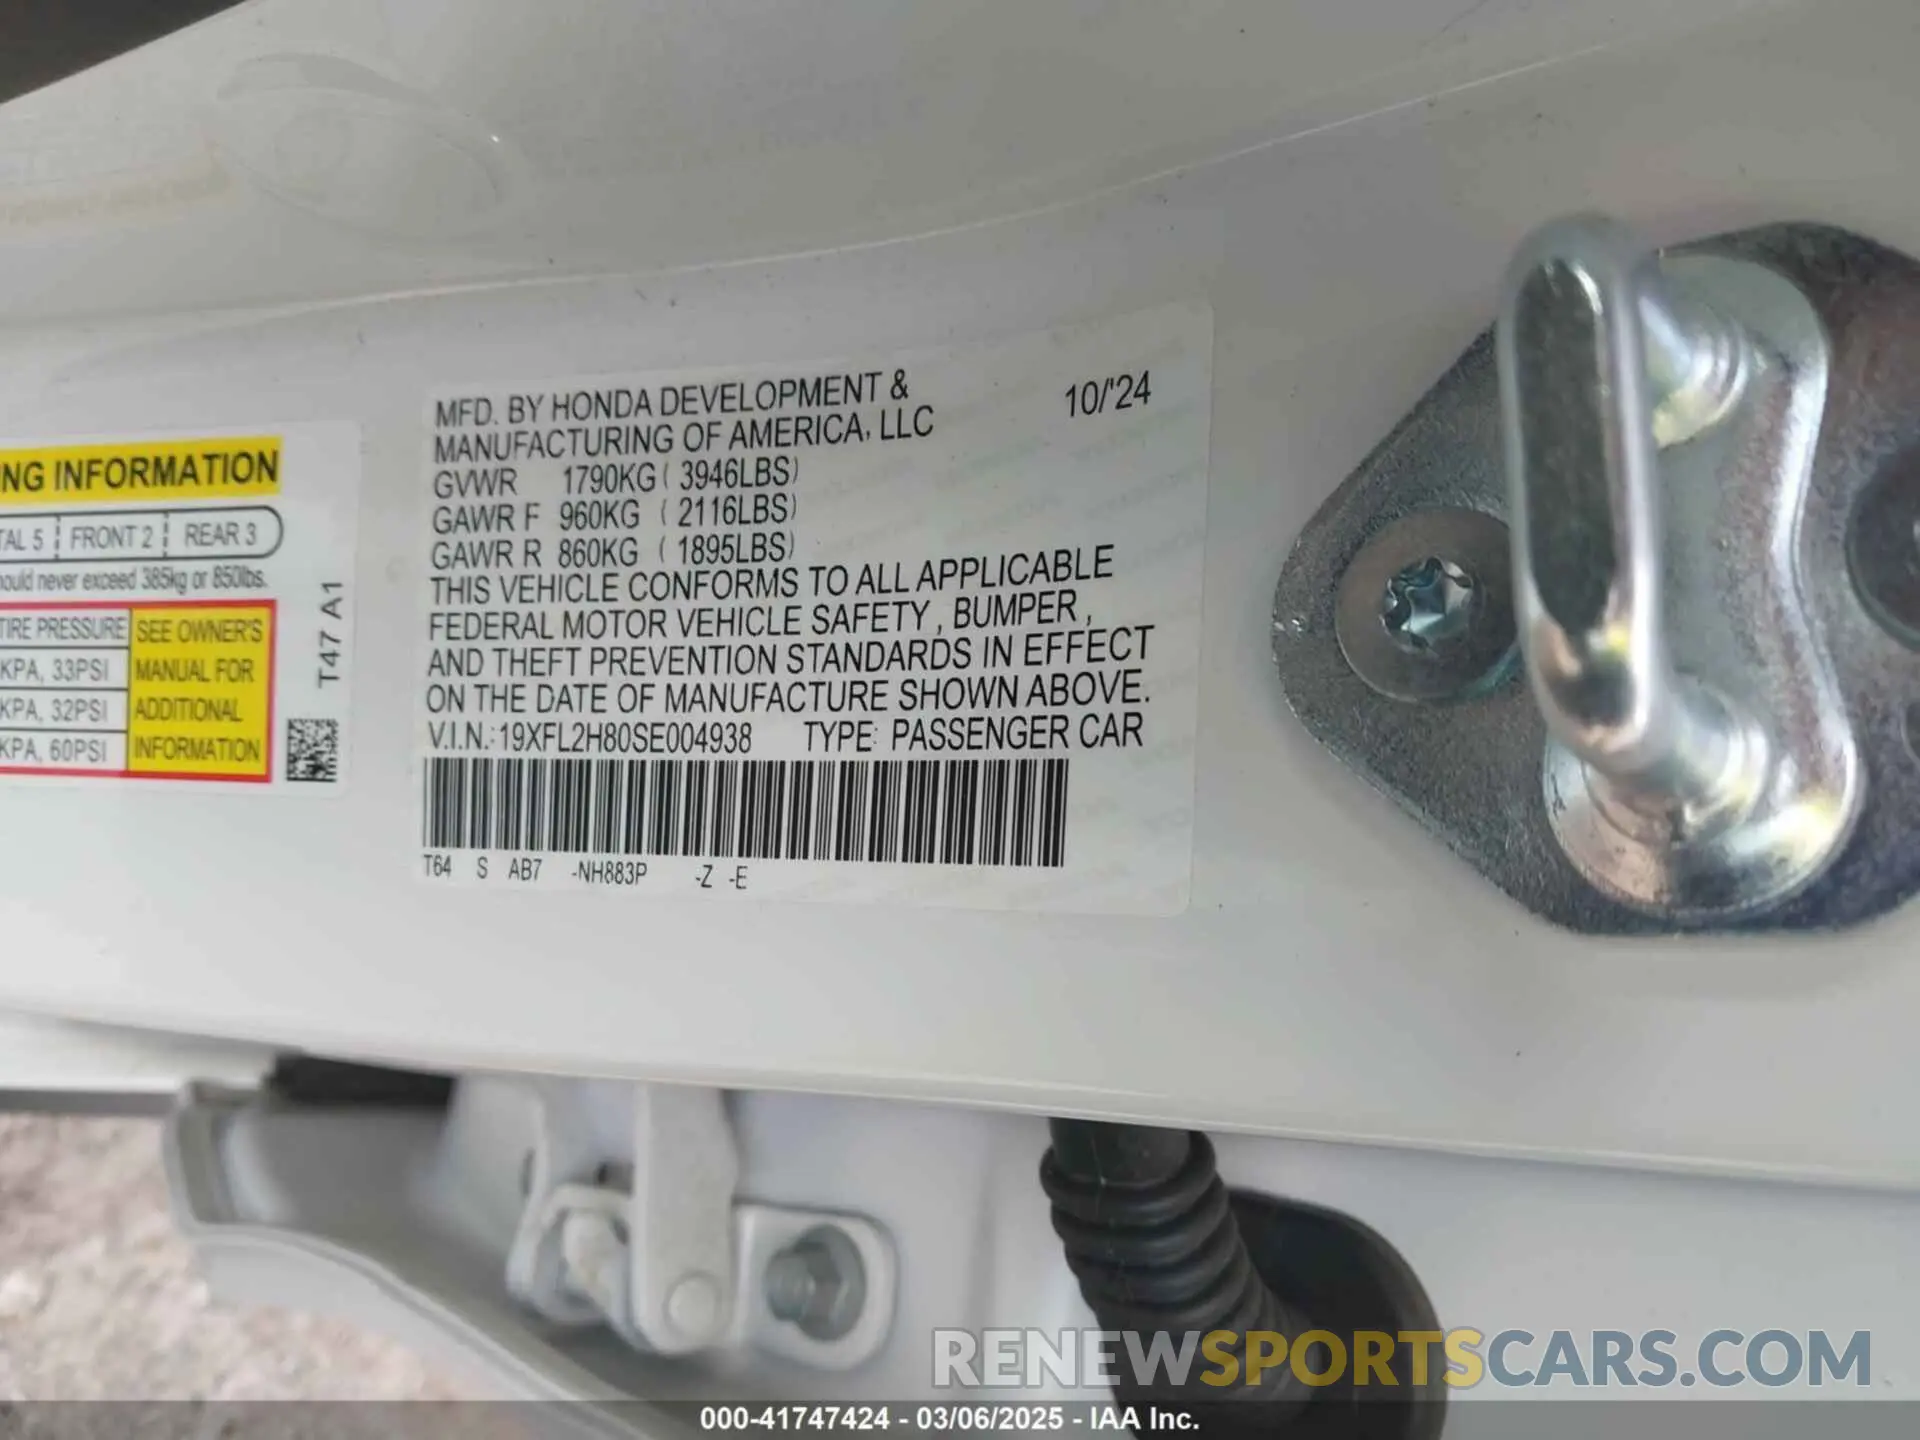 NG INFORMATION
TAL 5 FRONT 2 REAR 3
ould never exceed 385kg or 850lbs.
TIRE PRESSURE
KPA, 33PSI
KPA, 32PSI
KPA, 60PSI
SEE OWNER'S
MANUAL FOR
ADDITIONAL
INFORMATION
T47 A1
MFD. BY HONDA DEVELOPMENT & 10/'24
MANUFACTURING OF AMERICA, LLC
GVWR 1790KG ( 3946LBS)
GAWR F 960KG ( 2116LBS)
GAWR R 860KG ( 1895LBS)
THIS VEHICLE CONFORMS TO ALL APPLICABLE
FEDERAL MOTOR VEHICLE SAFETY , BUMPER ,
AND THEFT PREVENTION STANDARDS IN EFFECT
ON THE DATE OF MANUFACTURE SHOWN ABOVE.
V.I.N.: 19XFL2H80SE004938 TYPE: PASSENGER CAR
T64 S AB7 -NH883P -Z -E
RENEWSPORTSCARS.COM
000-41747424 - 03/06/2025 - IAA Inc.